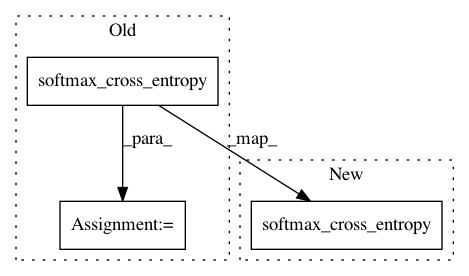 Old
softmax_cross_entropy
_para_
_map_
New
Assignment:=
softmax_cross_entropy